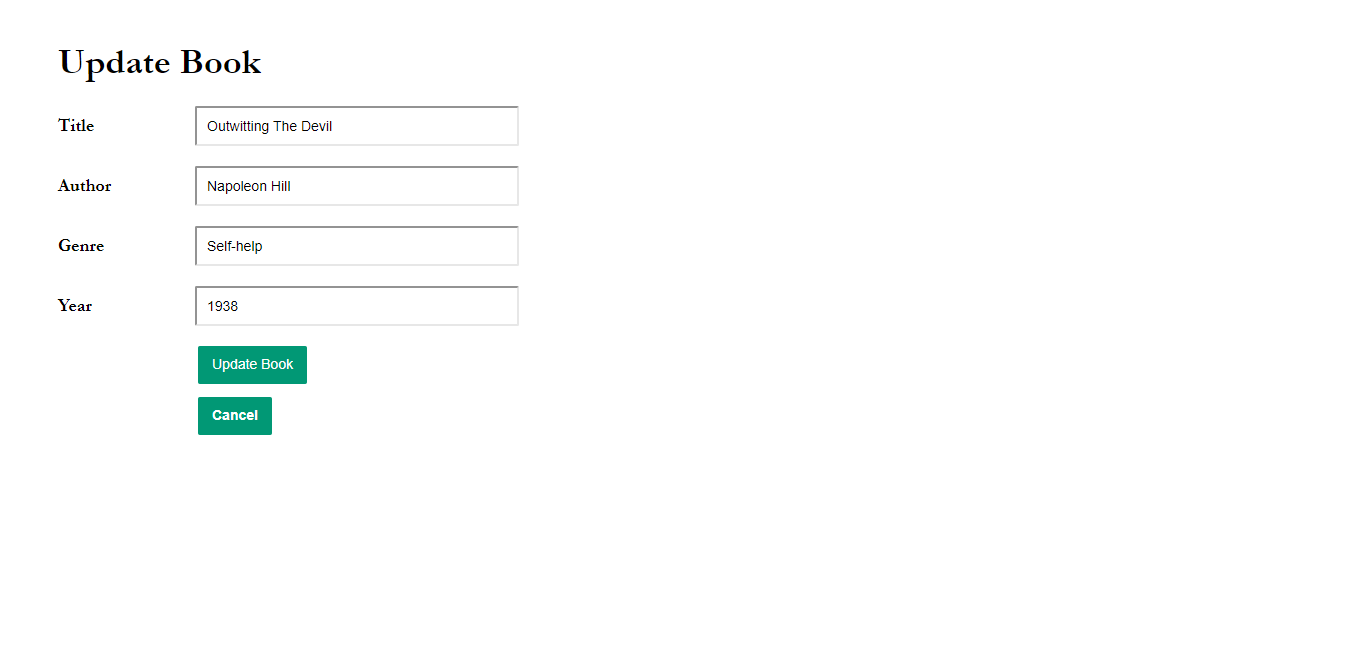 Update Book
Title
Outwitting The Devil
Author
Napoleon Hill
Genre
Self-help
Year
1938
Update Book
Cancel